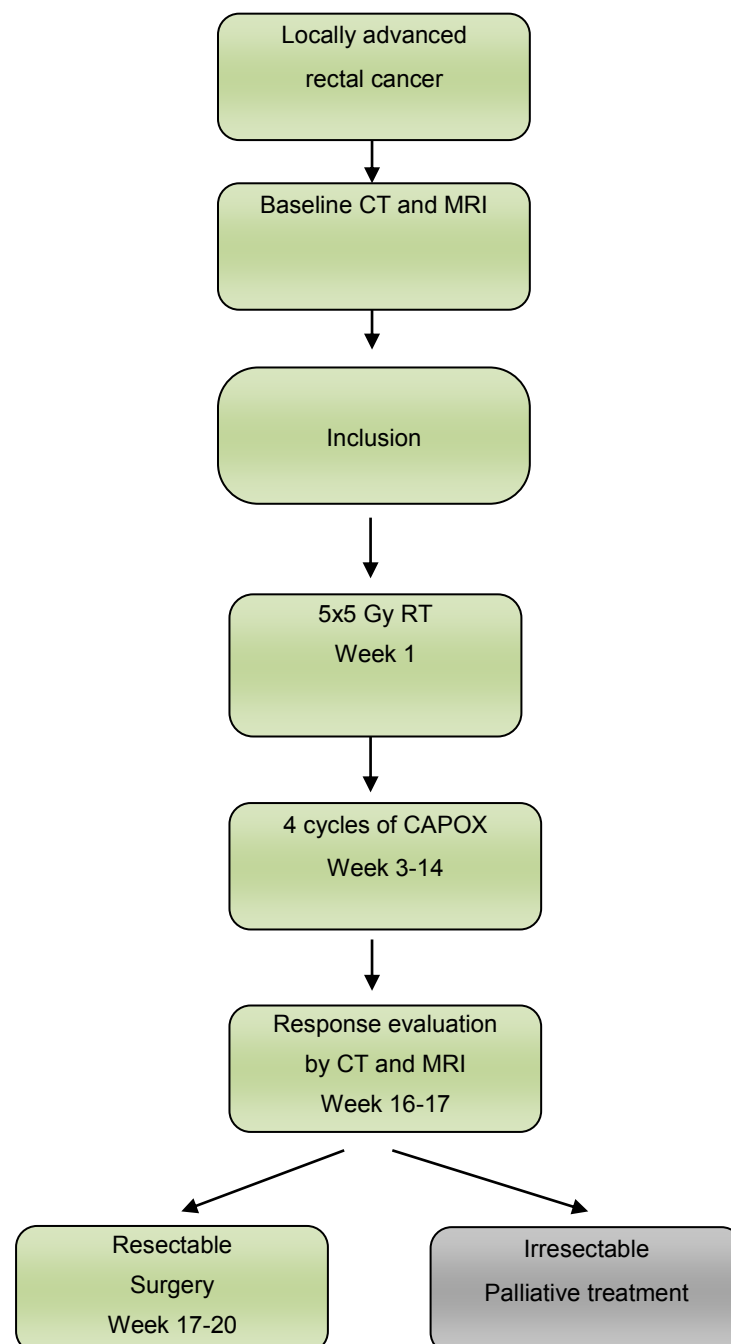 Locally advanced
rectal cancer
Baseline CT and MRI
Inclusion
5x5 Gy RT
Week 1
4 cycles of CAPOX
Week 3-14
Response evaluation
by CT and MRI
Week 16-17
Resectable
Surgery
Week 17-20
Irresectable
Palliative treatment